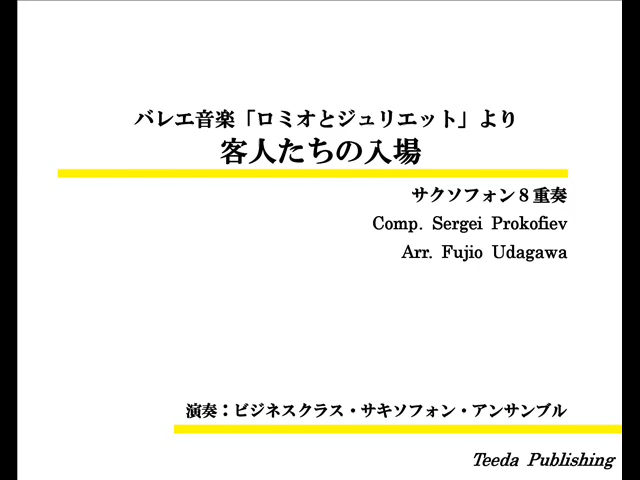 バレエ音楽「ロミオとジュリエット」より
客人たちの入場
サクソフォン８重奏
Comp. Sergei Prokofiev
Arr. Fujio Udagawa
演奏：ビジネスクラス・サキソフォン・アンサンブル
Teeda Publishing